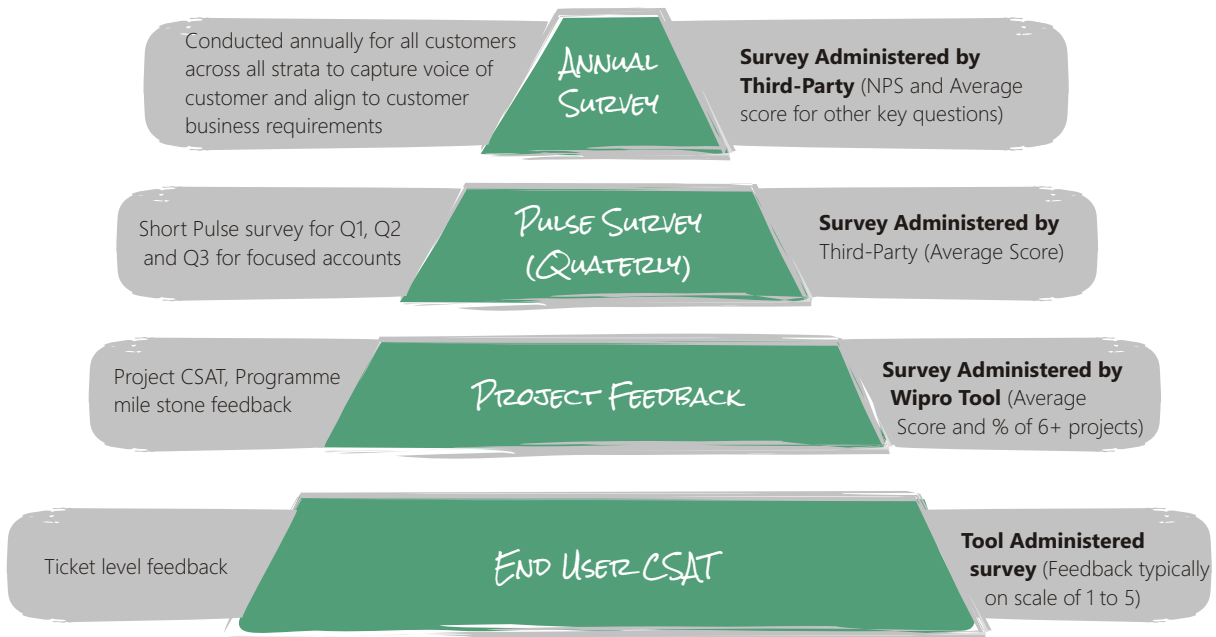 Conducted annually for all customers
across all strata to capture voice of
customer and align to customer
business requirements
Annual
Survey
Survey Administered by
Third-Party (NPS and Average
score for other key questions)
Short Pulse survey for Q1, Q2
and Q3 for focused accounts
Pulse Survey
(Quaterly)
Survey Administered by
Third-Party (Average Score)
Project CSAT, Programme
mile stone feedback
Project Feedback
Survey Administered by
Wipro Tool (Average
Score and % of 6+ projects)
Ticket level feedback
End User CSAT
Tool Administered
survey (Feedback typically
on scale of 1 to 5)